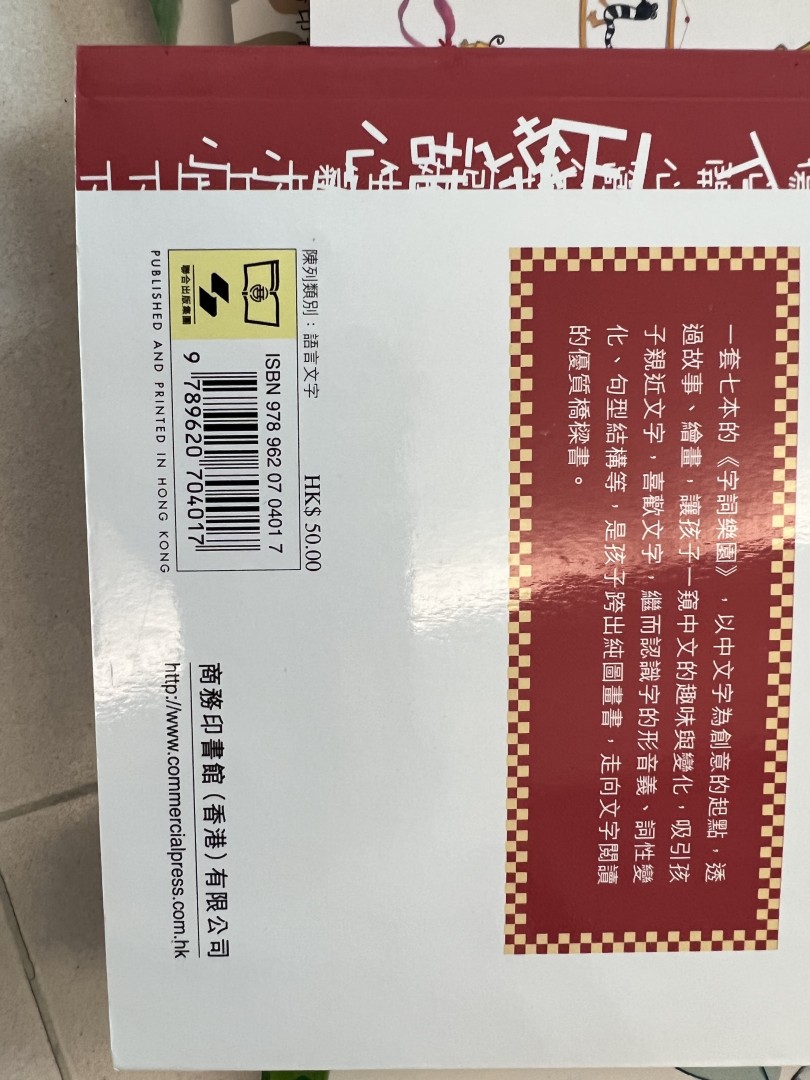 一套七本的《字詞樂園》，以中文字為創意的起點，透
過故事、繪畫，讓孩子一窺中文的趣味與變化，吸引孩
子親近文字，喜歡文字，繼而認識字的形音義、詞性變
化、句型結構等，是孩子跨出純圖畫書，走向文字閱讀
的優質橋樑書。
陳列類別：語言文字
HK$ 50.00
ISBN 978 962 07 0401 7
9 789620 704017
商
聯合出版集團
PUBLISHED AND PRINTED IN HONG KONG
商務印書館（香港）有限公司
http://www.commercialpress.com.hk